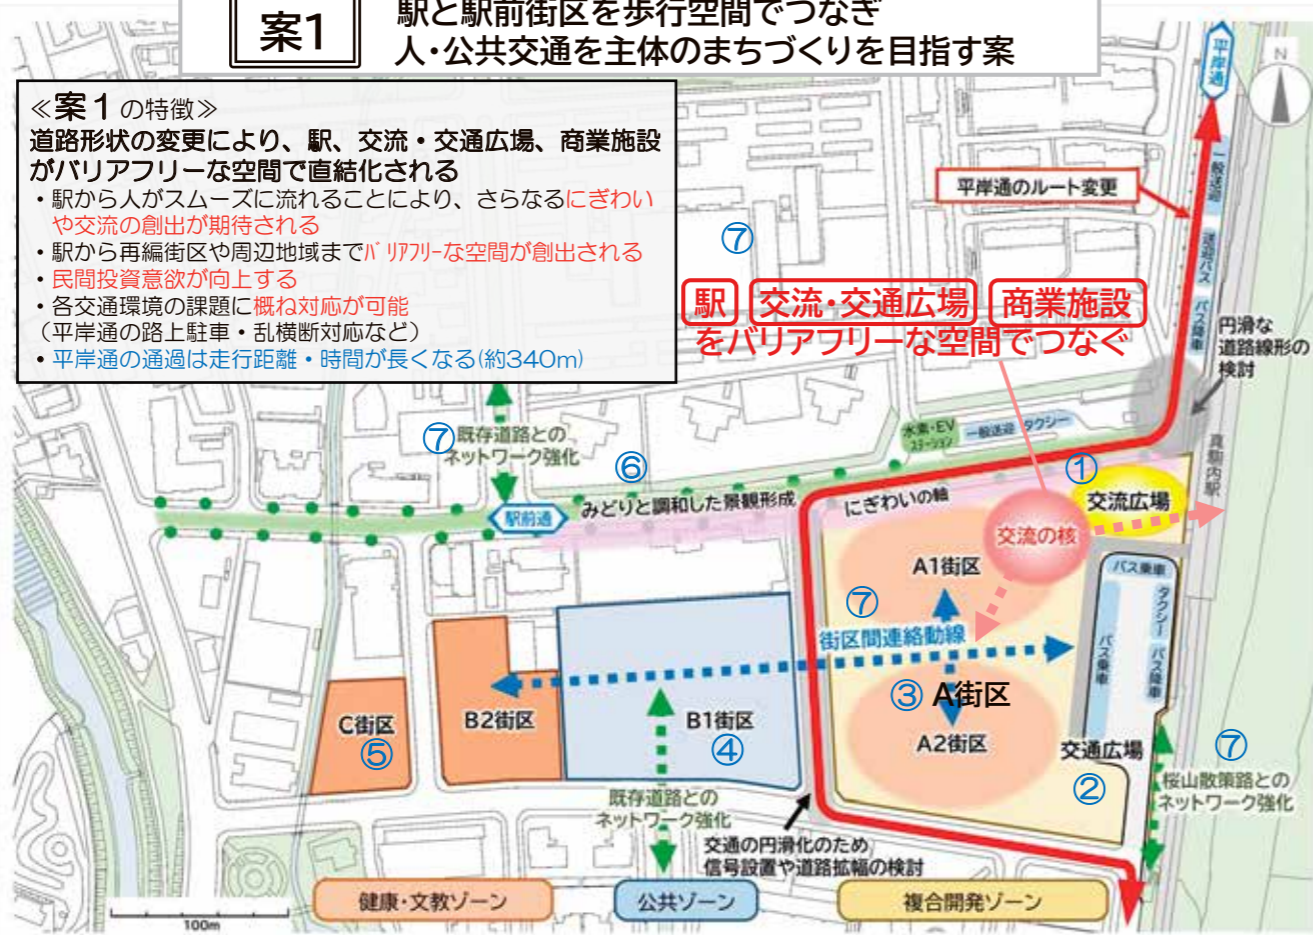 案1
駅と駅前街区を歩行空間でつなぎ
人・公共交通を主体のまちづくりを目指す案
≪案1の特徴≫
道路形状の変更により、駅、交流・交通広場、商業施設
がバリアフリーな空間で直結化される
・駅から人がスムーズに流れることにより、さらなるにぎわい
や交流の創出が期待される
・駅から再編街区や周辺地域までバリアフリーな空間が創出される
・民間投資意欲が向上する
・各交通環境の課題に概ね対応が可能
（平岸通の路上駐車・乱横断対応など）
・平岸通の通過は走行距離・時間が長くなる(約340m)
平岸通
N
一般送迎
送迎バス
バス降車
平岸通のルート変更
⑦
駅 交流・交通広場 商業施設
をバリアフリーな空間でつなぐ
円滑な
道路線形の
検討
水素・EV
ステーション
一般送迎
タクシー
真駒内駅
⑦
既存道路との
ネットワーク強化
⑥
みどりと調和した景観形成
駅前通
にぎわいの軸
①
交流広場
交流の核
A1街区
バス乗車
タクシー
バス降車
バス乗車
⑦
街区間連絡動線
③ A街区
A2街区
交通広場
②
C街区
⑤
B2街区
B1街区
④
⑦
桜山散策路との
ネットワーク強化
既存道路との
ネットワーク強化
交通の円滑化のため
信号設置や道路拡幅の検討
健康・文教ゾーン
公共ゾーン
複合開発ゾーン
100m